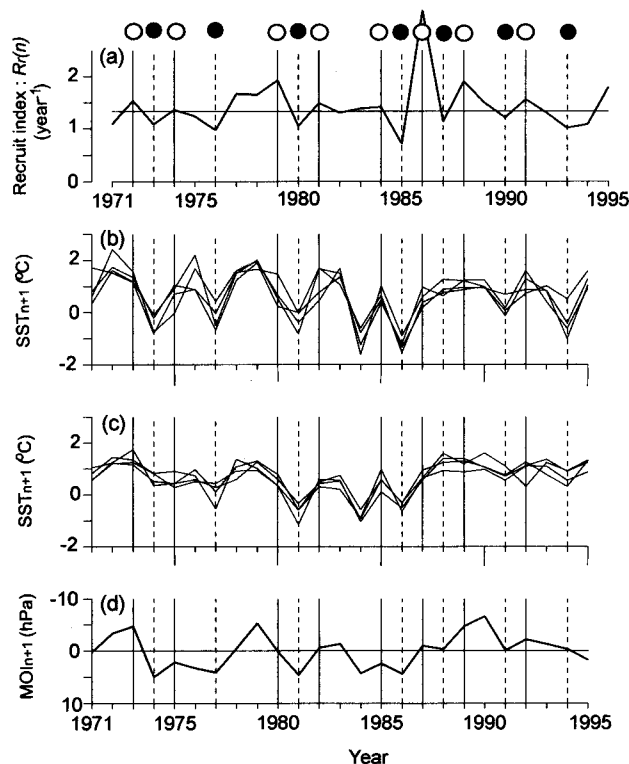 (a)
Recruit index : Rr(n)
(year⁻¹)
2
1
0
1971 1975 1980 1985 1990 1995
(b)
SSTn+1 (ºC)
2
0
-2
(c)
SSTn+1 (ºC)
2
0
-2
(d)
MOIn+1 (hPa)
-10
0
10
1971 1975 1980 1985 1990 1995
Year